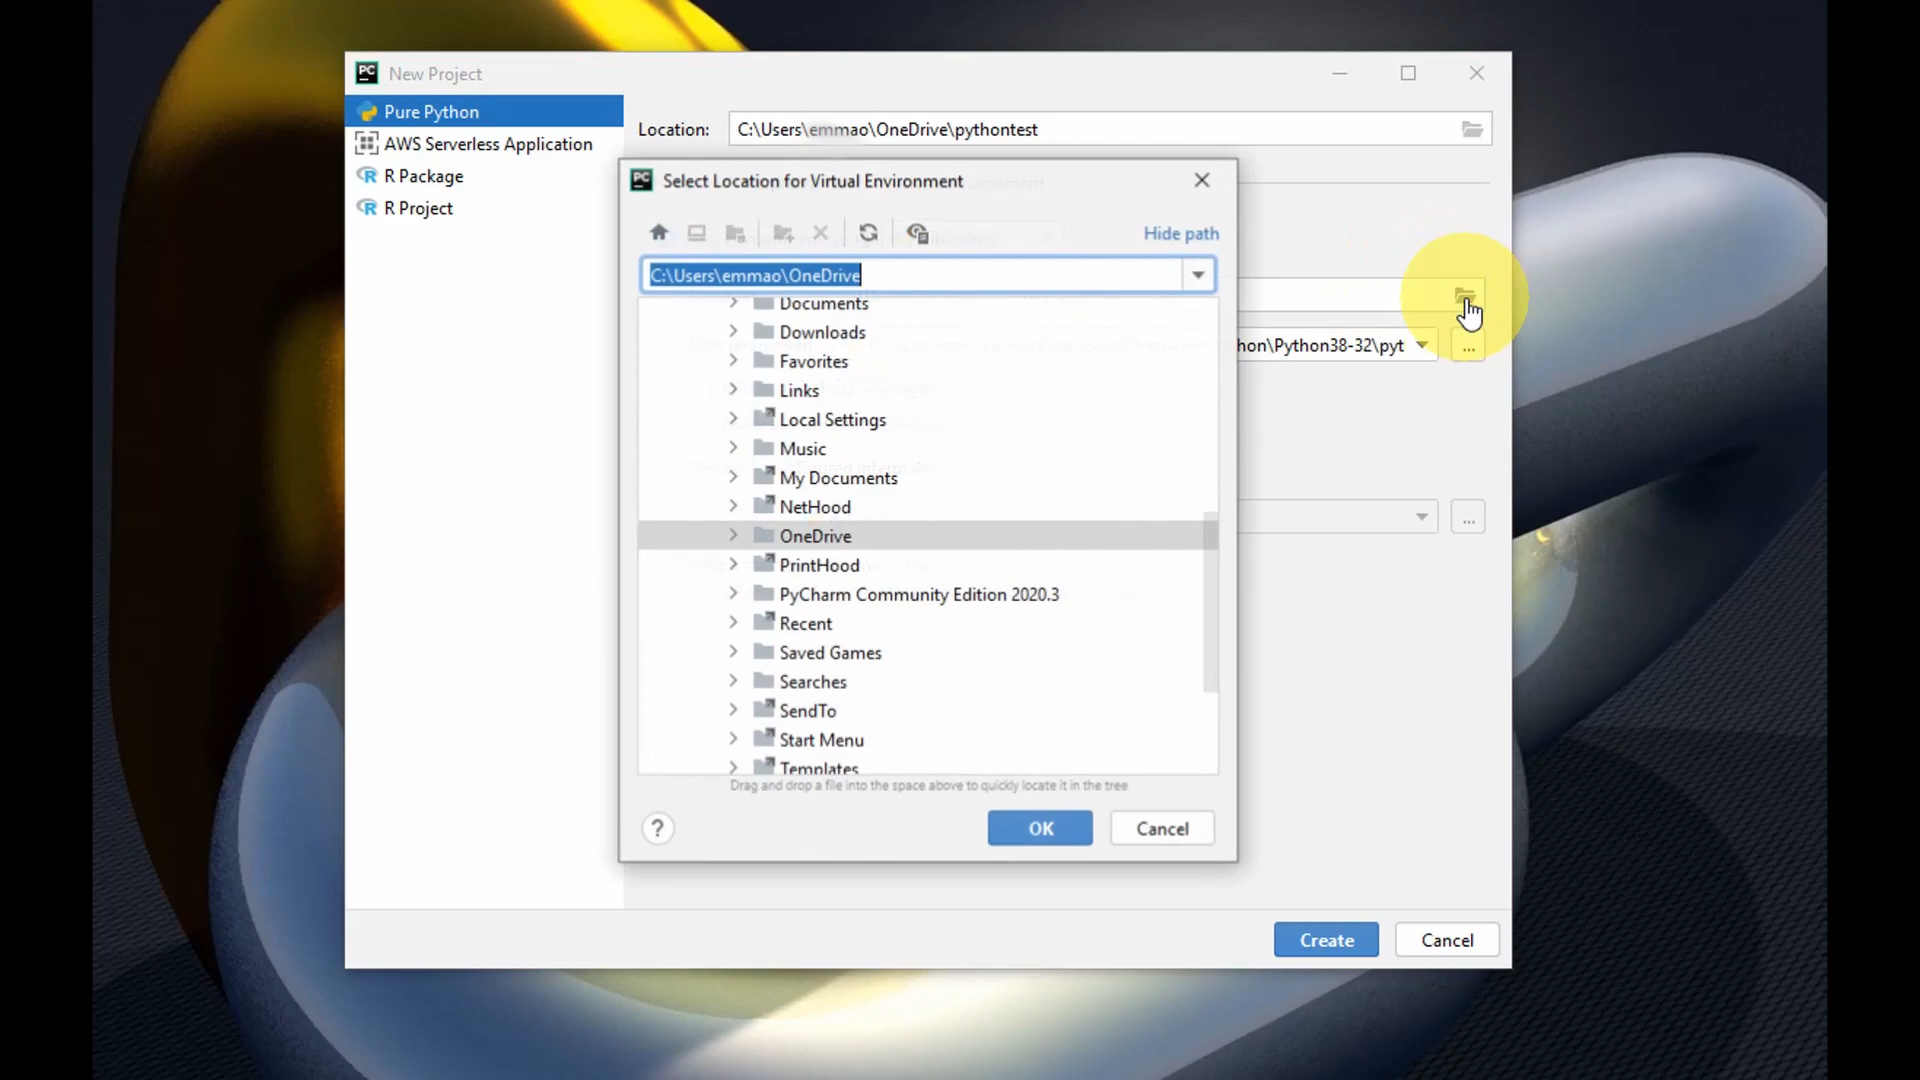 PC New Project
Pure Python
AWS Serverless Application
R R Package
R R Project
Location: C:\Users\emmao\OneDrive\pythontest
PC Select Location for Virtual Environment
Hide path
C:\Users\emmao\OneDrive
Documents
Downloads
Favorites
Links
Local Settings
Music
My Documents
NetHood
OneDrive
PrintHood
PyCharm Community Edition 2020.3
Recent
Saved Games
Searches
SendTo
Start Menu
Templates
Drag and drop a file into the space above to quickly locate it in the tree
? OK Cancel
hon\Python38-32\pyt ...
...
Create Cancel